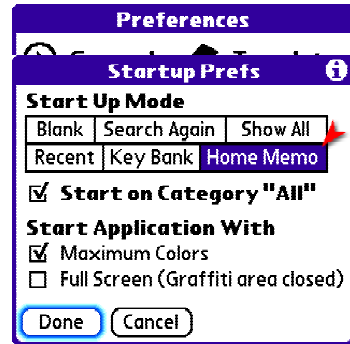 Preferences
Startup Prefs
Start Up Mode
Blank Search Again Show All
Recent Key Bank Home Memo
Start on Category "All"
Start Application With
Maximum Colors
Full Screen (Graffiti area closed)
Done Cancel